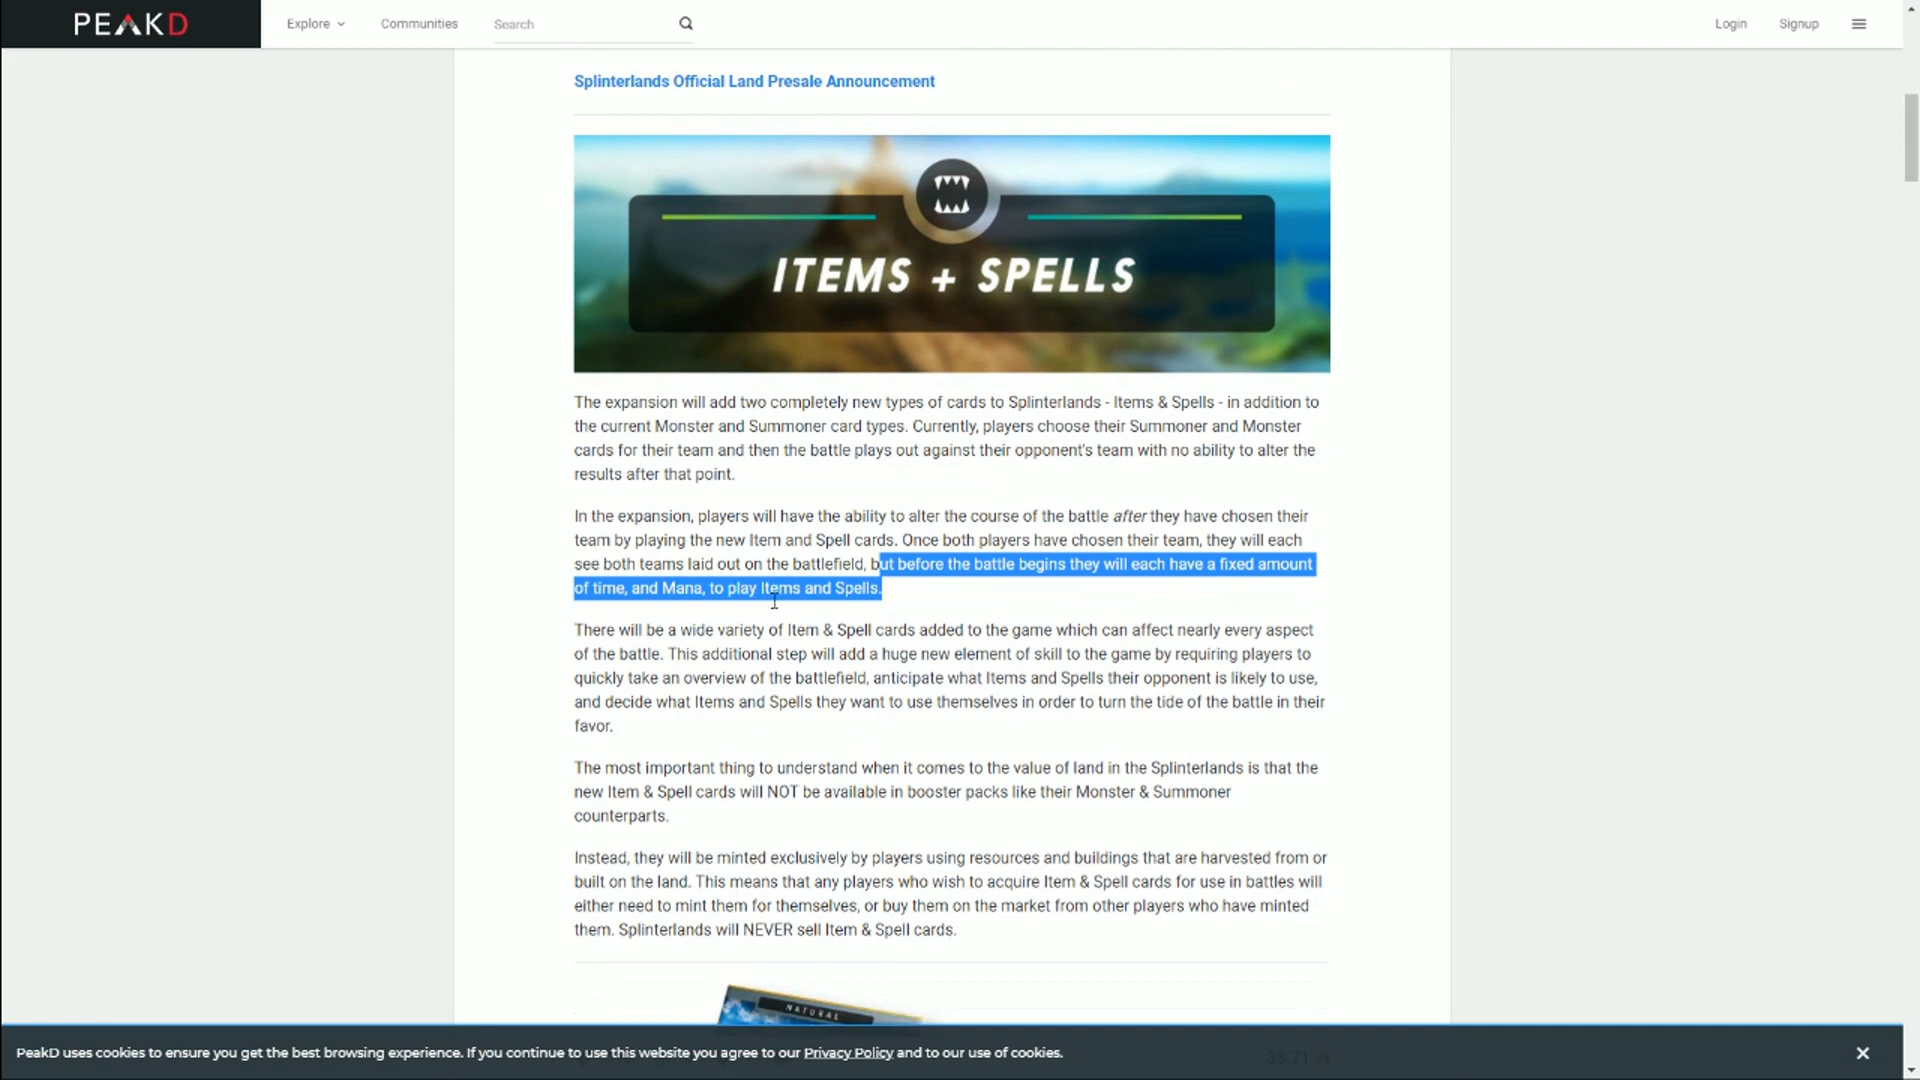 PEAKD
Explore
Communities
Search
Login
Signup
Splinterlands Official Land Presale Announcement
ITEMS + SPELLS
The expansion will add two completely new types of cards to Splinterlands - Items & Spells - in addition to
the current Monster and Summoner card types. Currently, players choose their Summoner and Monster
cards for their team and then the battle plays out against their opponent's team with no ability to alter the
results after that point.
In the expansion, players will have the ability to alter the course of the battle after they have chosen their
team by playing the new Item and Spell cards. Once both players have chosen their team, they will each
see both teams laid out on the battlefield, but before the battle begins they will each have a fixed amount
of time, and Mana, to play Items and Spells.
There will be a wide variety of Item & Spell cards added to the game which can affect nearly every aspect
of the battle. This additional step will add a huge new element of skill to the game by requiring players to
quickly take an overview of the battlefield, anticipate what Items and Spells their opponent is likely to use,
and decide what Items and Spells they want to use themselves in order to turn the tide of the battle in their
favor.
The most important thing to understand when it comes to the value of land in the Splinterlands is that the
new Item & Spell cards will NOT be available in booster packs like their Monster & Summoner
counterparts.
Instead, they will be minted exclusively by players using resources and buildings that are harvested from or
built on the land. This means that any players who wish to acquire Item & Spell cards for use in battles will
either need to mint them for themselves, or buy them on the market from other players who have minted
them. Splinterlands will NEVER sell Item & Spell cards.
NATURAL
PeakD uses cookies to ensure you get the best browsing experience. If you continue to use this website you agree to our Privacy Policy and to our use of cookies.
33.71